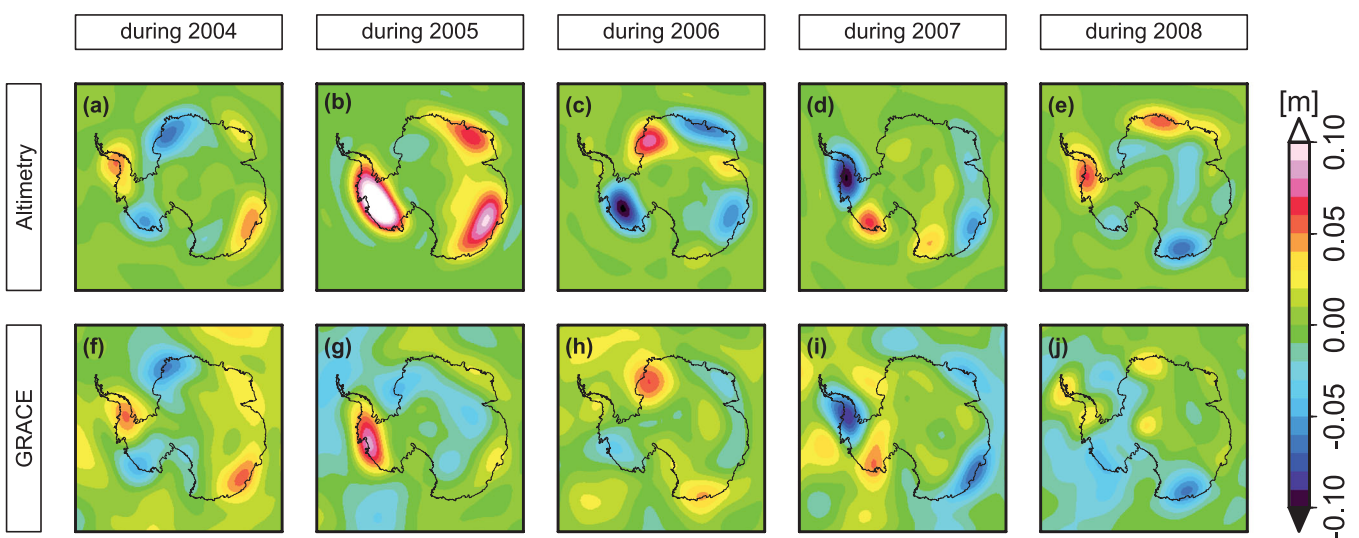 during 2004
during 2005
during 2006
during 2007
during 2008
Altimetry
(a)
(b)
(c)
(d)
(e)
[m]
0.10
0.05
0.00
-0.05
-0.10
GRACE
(f)
(g)
(h)
(i)
(j)